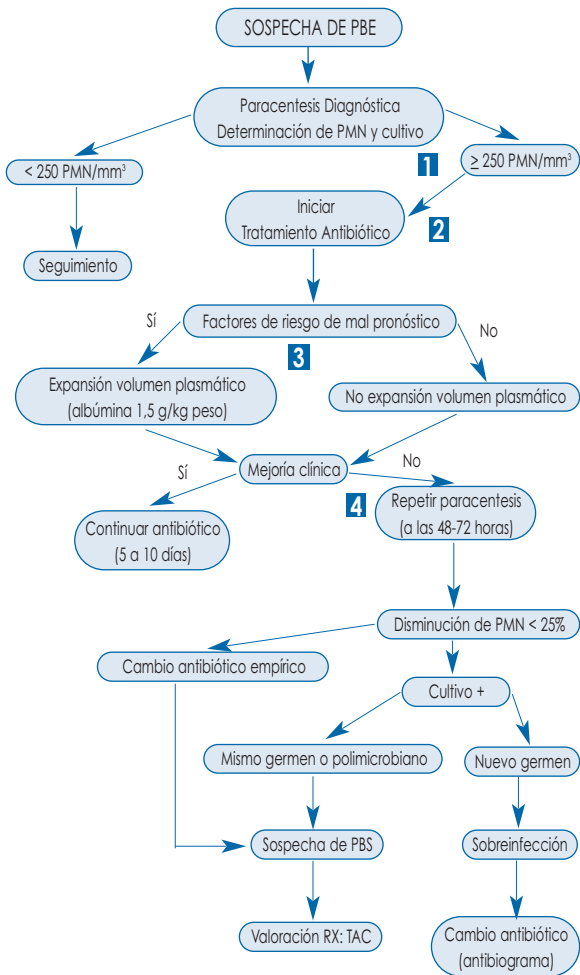 SOSPECHA DE PBE
Paracentesis Diagnóstica
Determinación de PMN y cultivo
1
< 250 PMN/mm³
≥ 250 PMN/mm³
Iniciar
Tratamiento Antibiótico
2
Seguimiento
Sí
Factores de riesgo de mal pronóstico
No
3
Expansión volumen plasmático
(albúmina 1,5 g/kg peso)
No expansión volumen plasmático
Sí
Mejoría clínica
No
4
Continuar antibiótico
(5 a 10 días)
Repetir paracentesis
(a las 48-72 horas)
Disminución de PMN < 25%
Cambio antibiótico empírico
Cultivo +
Mismo germen o polimicrobiano
Nuevo germen
Sospecha de PBS
Sobreinfección
Valoración RX: TAC
Cambio antibiótico
(antibiograma)